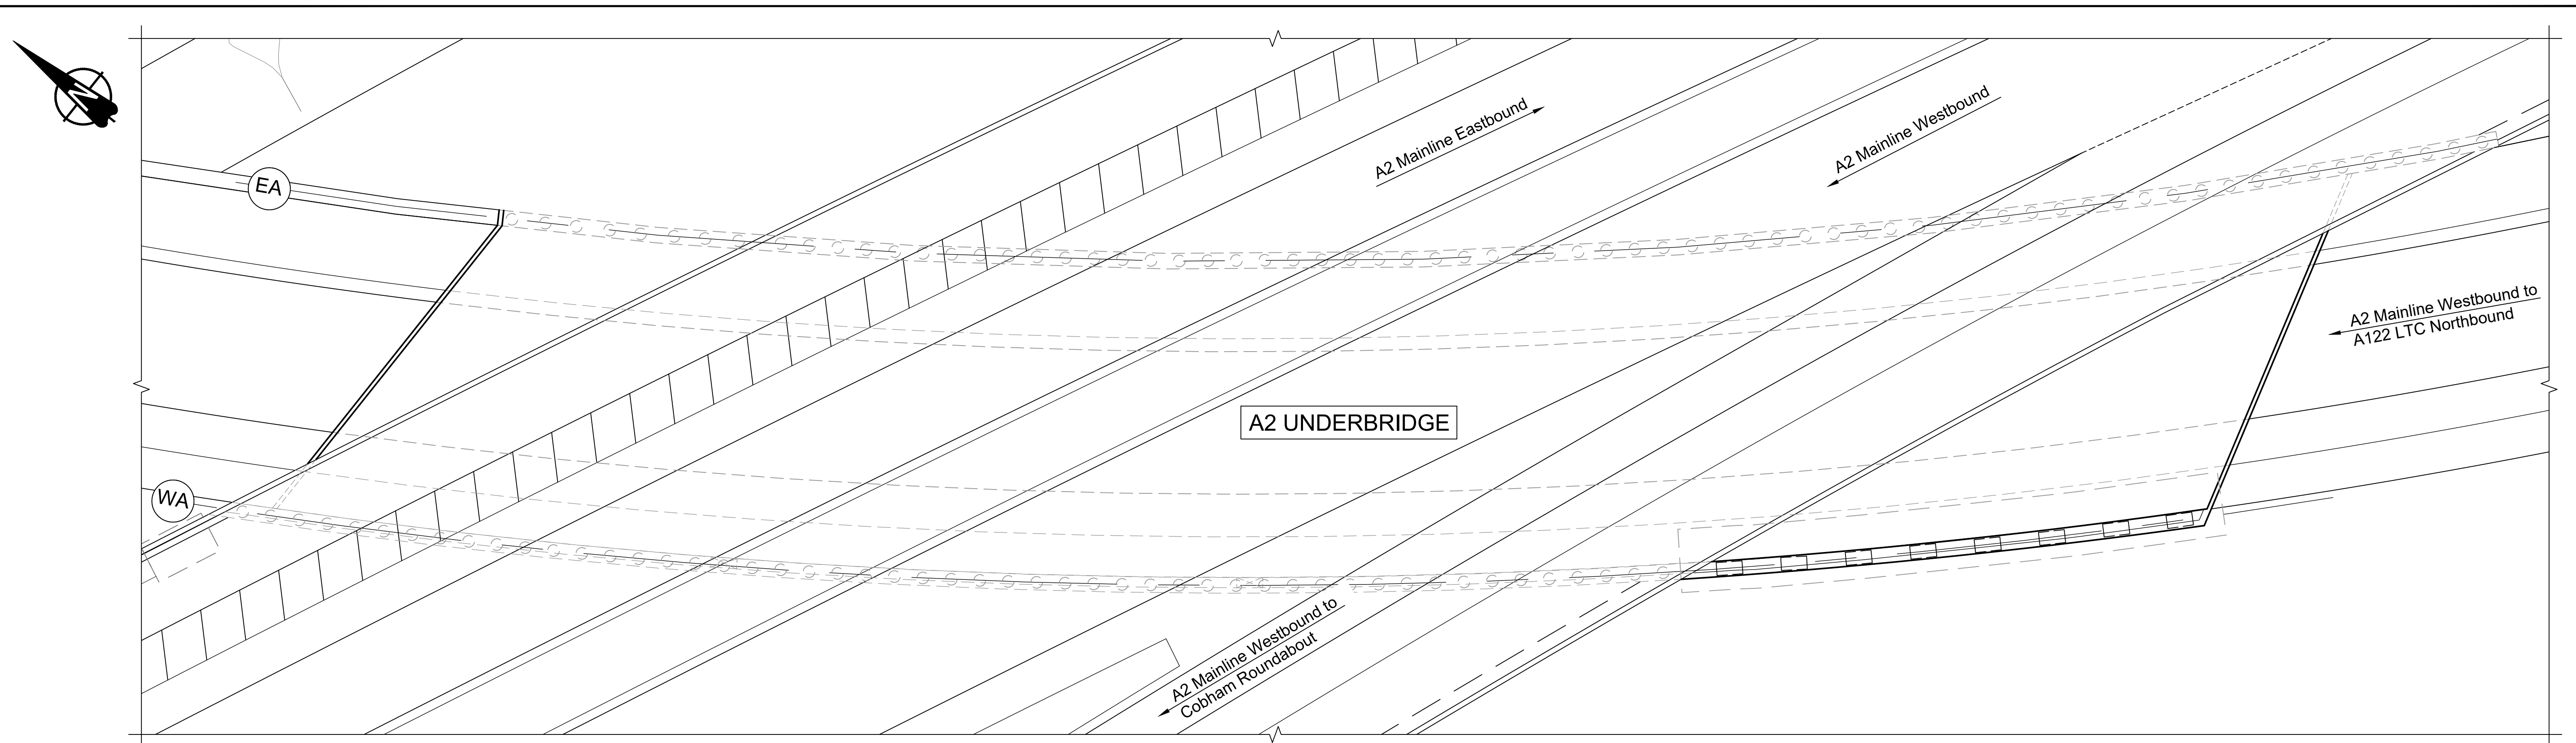 N
A2 Mainline Eastbound
A2 Mainline Westbound
EA
A2 Mainline Westbound to
A122 LTC Northbound
A2 UNDERBRIDGE
WA
A2 Mainline Westbound to
Cobham Roundabout